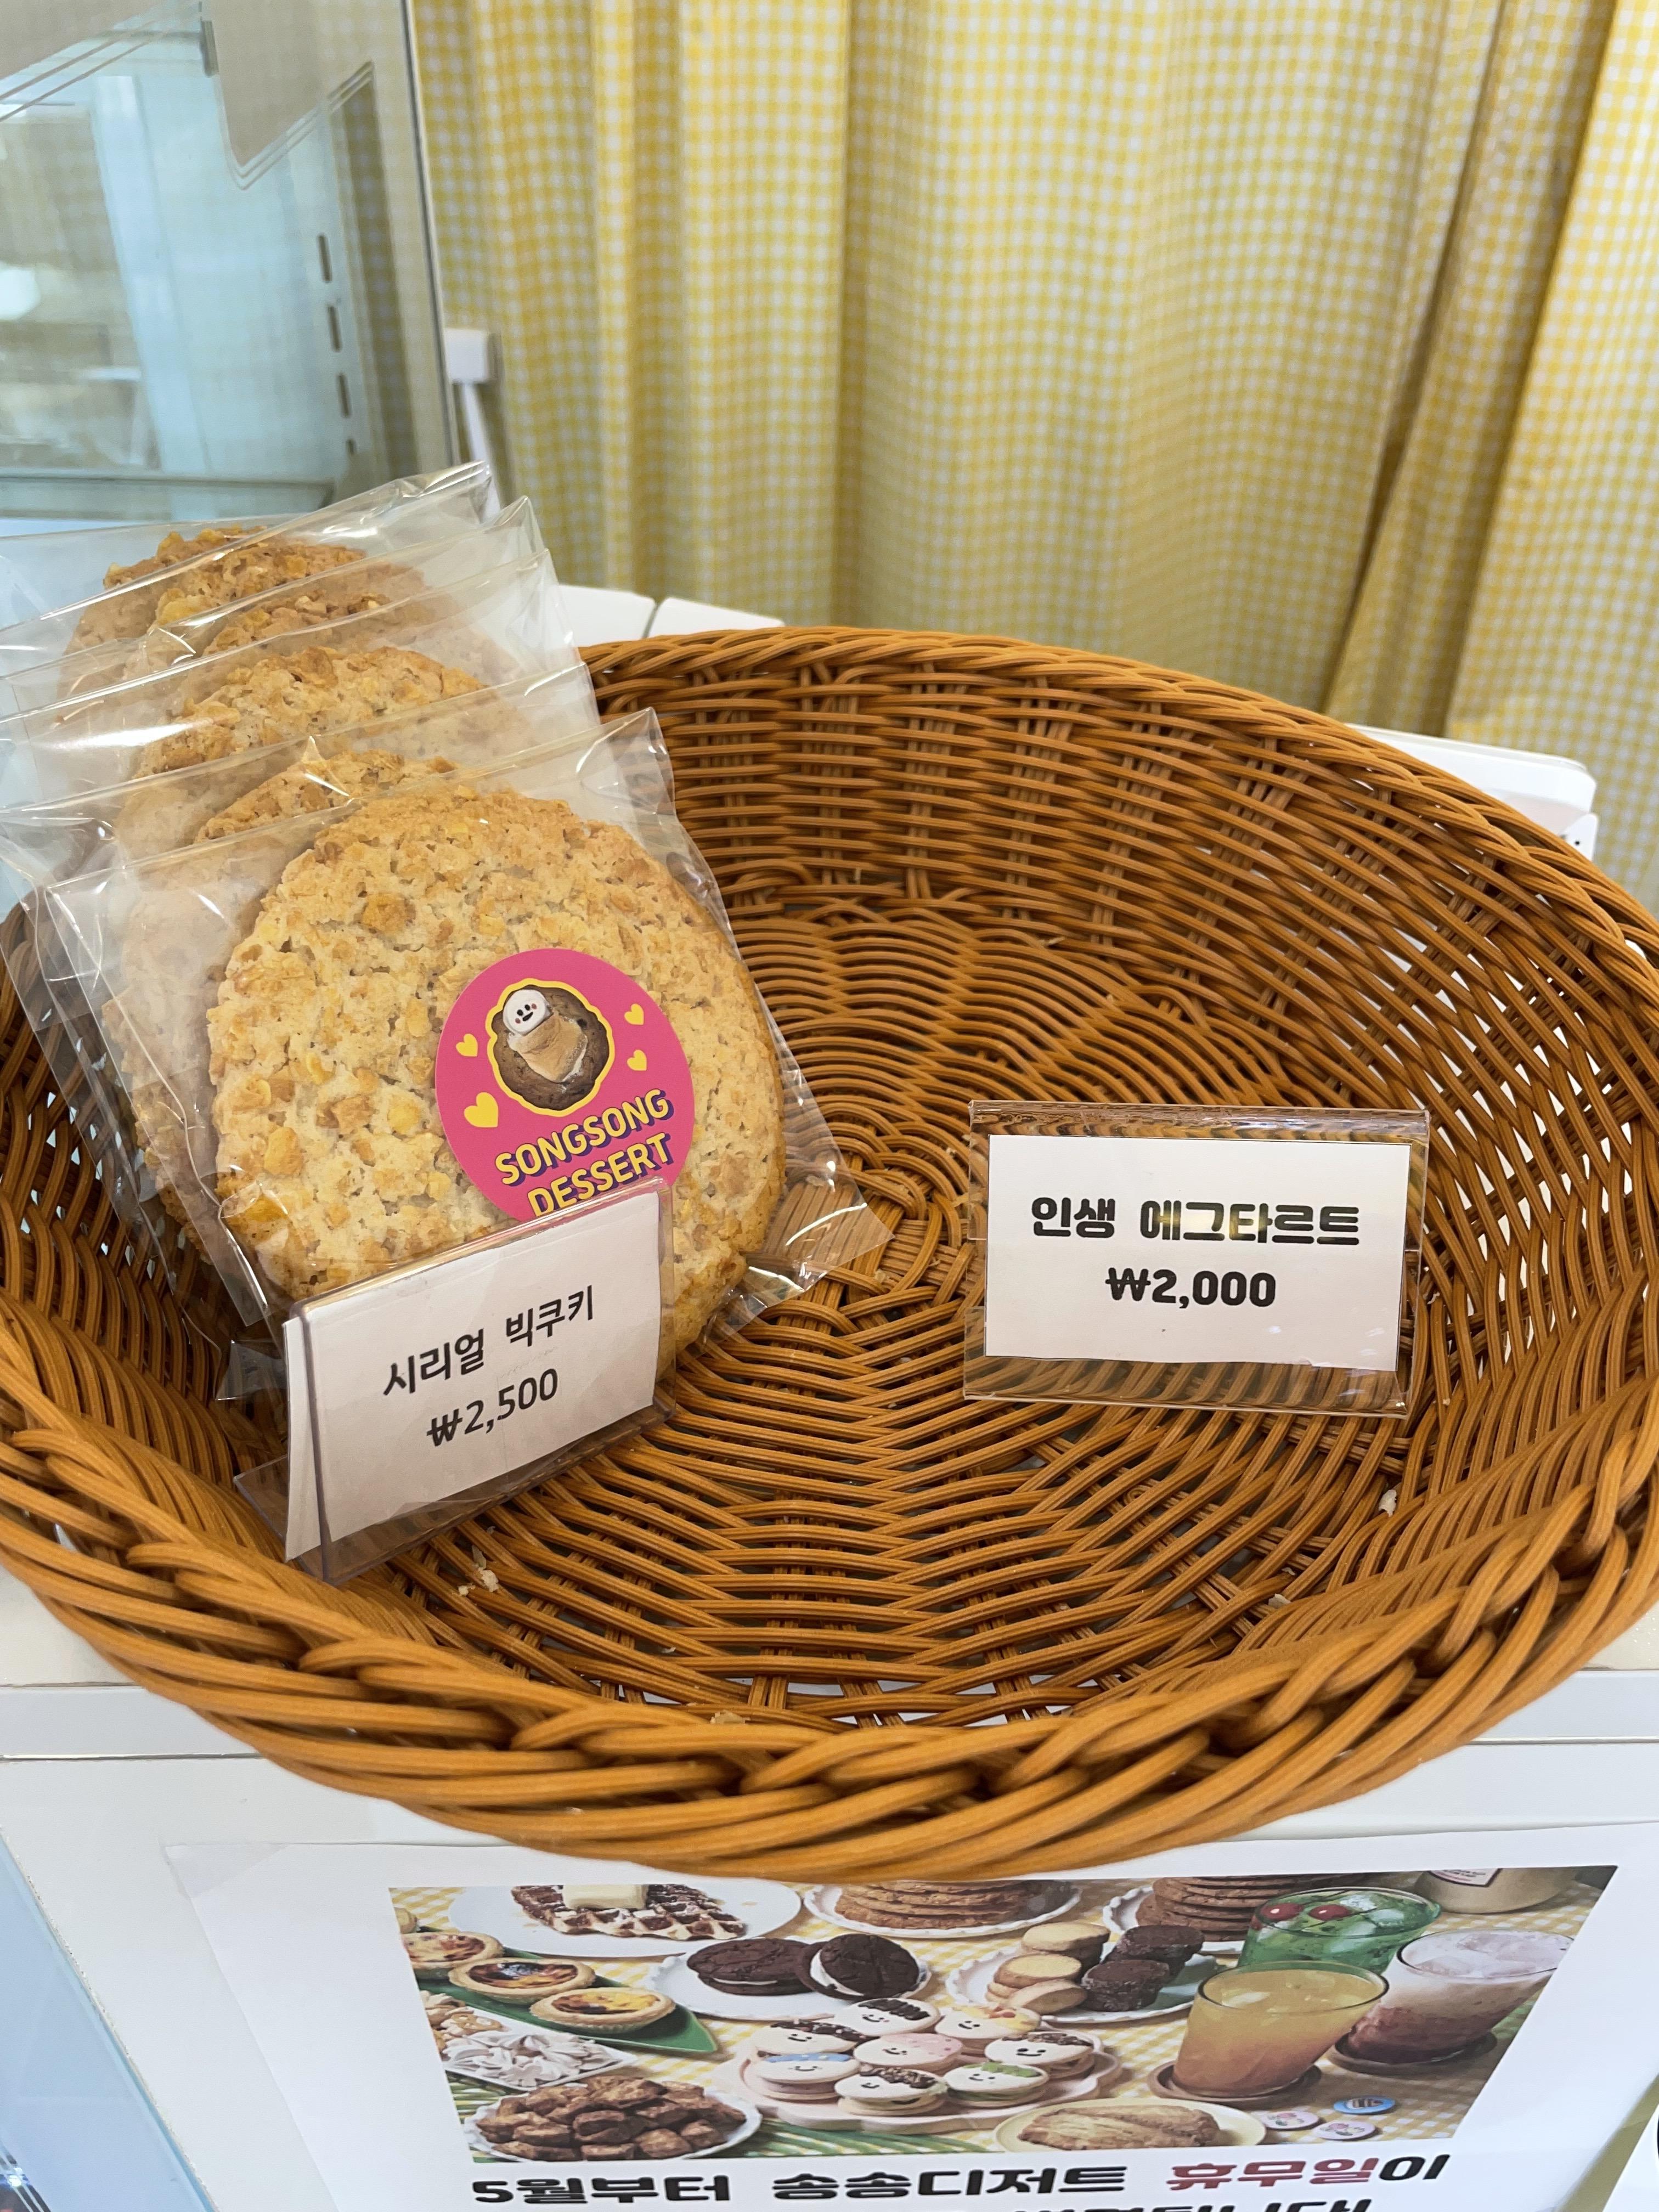 SONGSONG
DESSERT
시리얼 빅쿠키
₩2,500
인생 에그타르트
₩2,000
5월부터 송송디저트 휴무일이